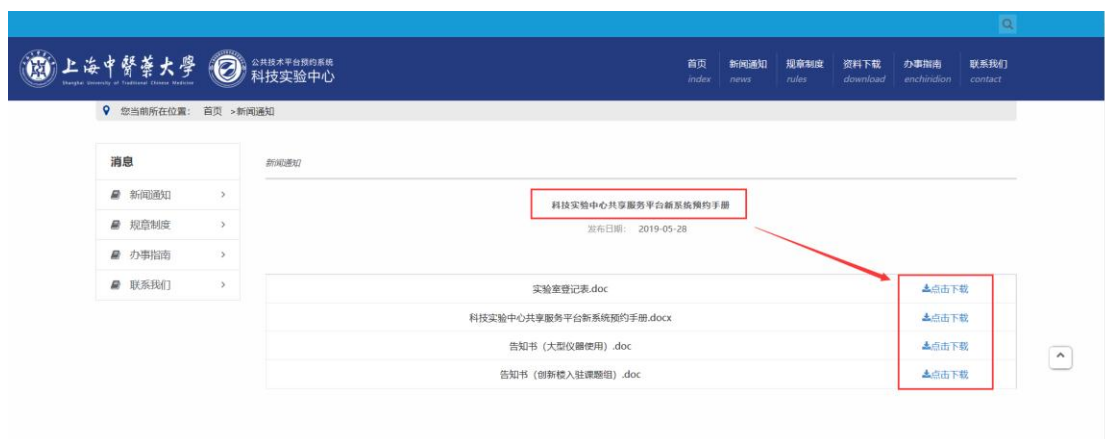 上海中醫藥大學
Shanghai University of Traditional Chinese Medicine
公共技术平台预约系统
科技实验中心
首页 新闻通知 规章制度 资料下载 办事指南 联系我们
index news rules download enchiridion contact
您当前所在位置: 首页 >新闻通知
消息
新闻通知
规章制度
办事指南
联系我们
新闻通知
科技实验中心共享服务平台新系统预约手册
发布日期: 2019-05-28
实验室登记表.doc 点击下载
科技实验中心共享服务平台新系统预约手册.docx 点击下载
告知书（大型仪器使用）.doc 点击下载
告知书（创新楼入驻课题组）.doc 点击下载